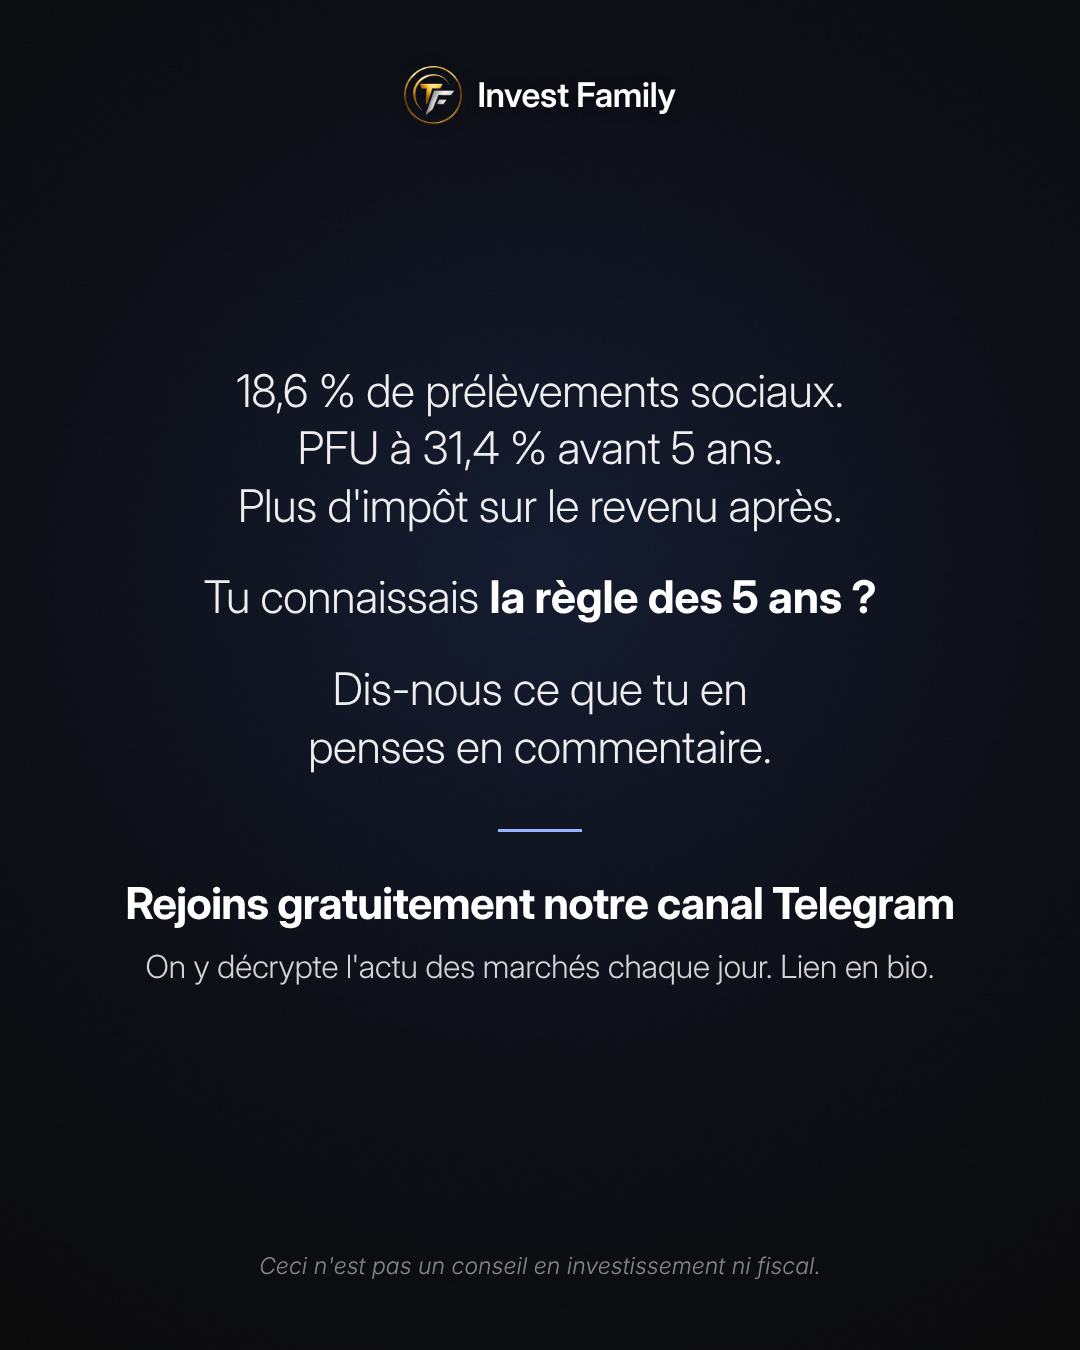 TF Invest Family
18,6 % de prélèvements sociaux.
PFU à 31,4 % avant 5 ans.
Plus d'impôt sur le revenu après.
Tu connaissais la règle des 5 ans ?
Dis-nous ce que tu en
penses en commentaire.
Rejoins gratuitement notre canal Telegram
On y décrypte l'actu des marchés chaque jour. Lien en bio.
Ceci n'est pas un conseil en investissement ni fiscal.